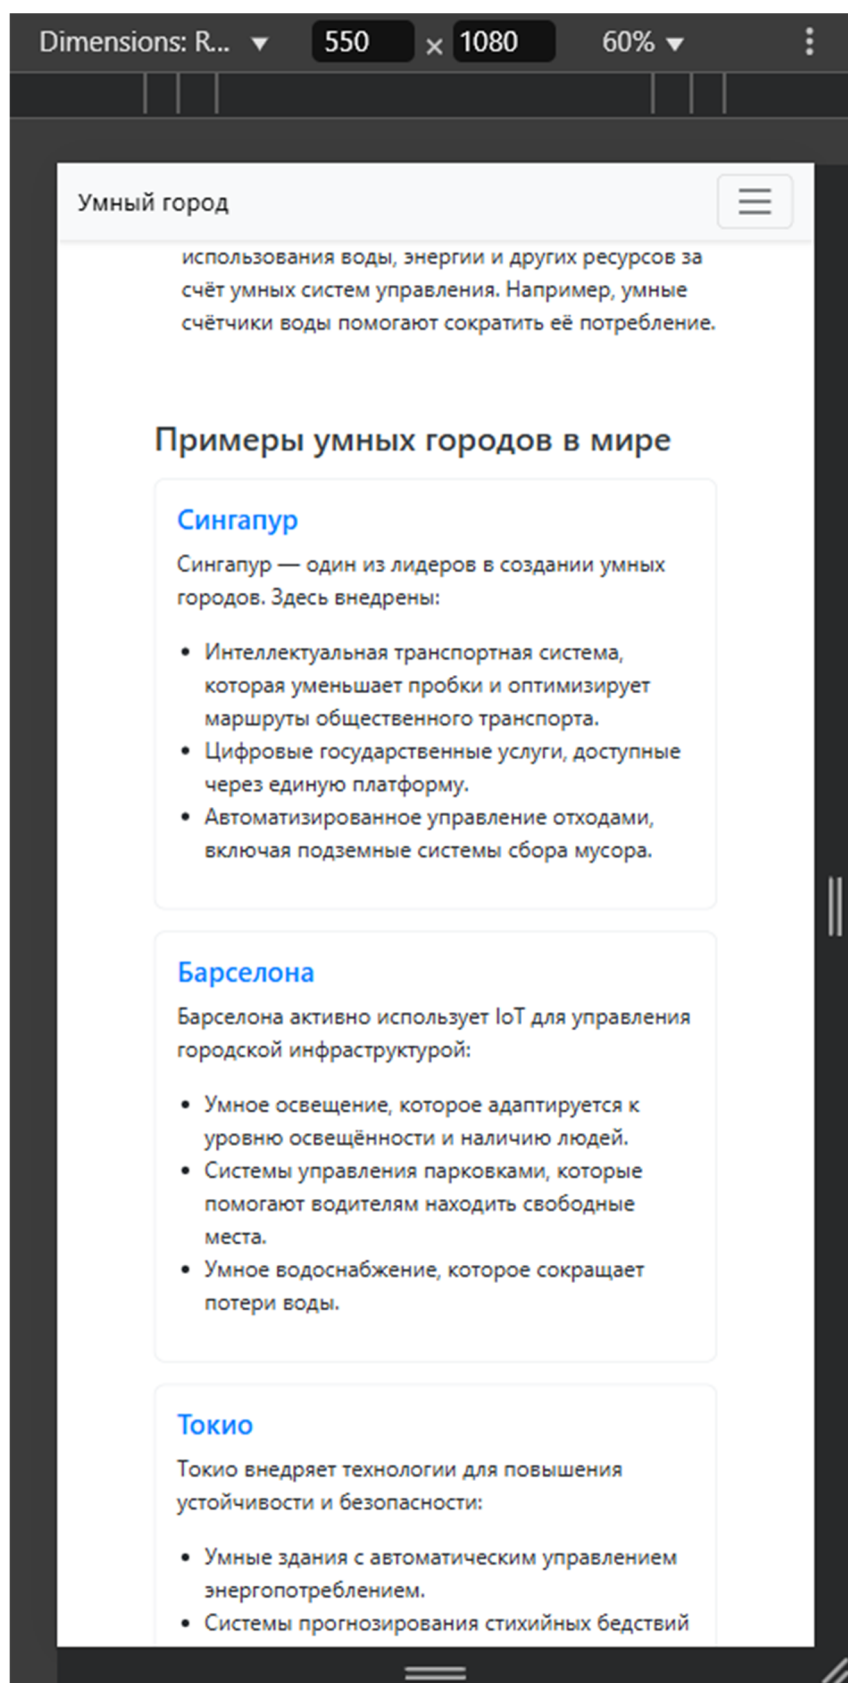 Dimensions: R... ▼ 550 × 1080 60% ▼
Умный город
использования воды, энергии и других ресурсов за
счёт умных систем управления. Например, умные
счётчики воды помогают сократить её потребление.
Примеры умных городов в мире
Сингапур
Сингапур — один из лидеров в создании умных
городов. Здесь внедрены:
• Интеллектуальная транспортная система,
которая уменьшает пробки и оптимизирует
маршруты общественного транспорта.
• Цифровые государственные услуги, доступные
через единую платформу.
• Автоматизированное управление отходами,
включая подземные системы сбора мусора.
Барселона
Барселона активно использует IoT для управления
городской инфраструктурой:
• Умное освещение, которое адаптируется к
уровню освещённости и наличию людей.
• Системы управления парковками, которые
помогают водителям находить свободные
места.
• Умное водоснабжение, которое сокращает
потери воды.
Токио
Токио внедряет технологии для повышения
устойчивости и безопасности:
• Умные здания с автоматическим управлением
энергопотреблением.
• Системы прогнозирования стихийных бедствий